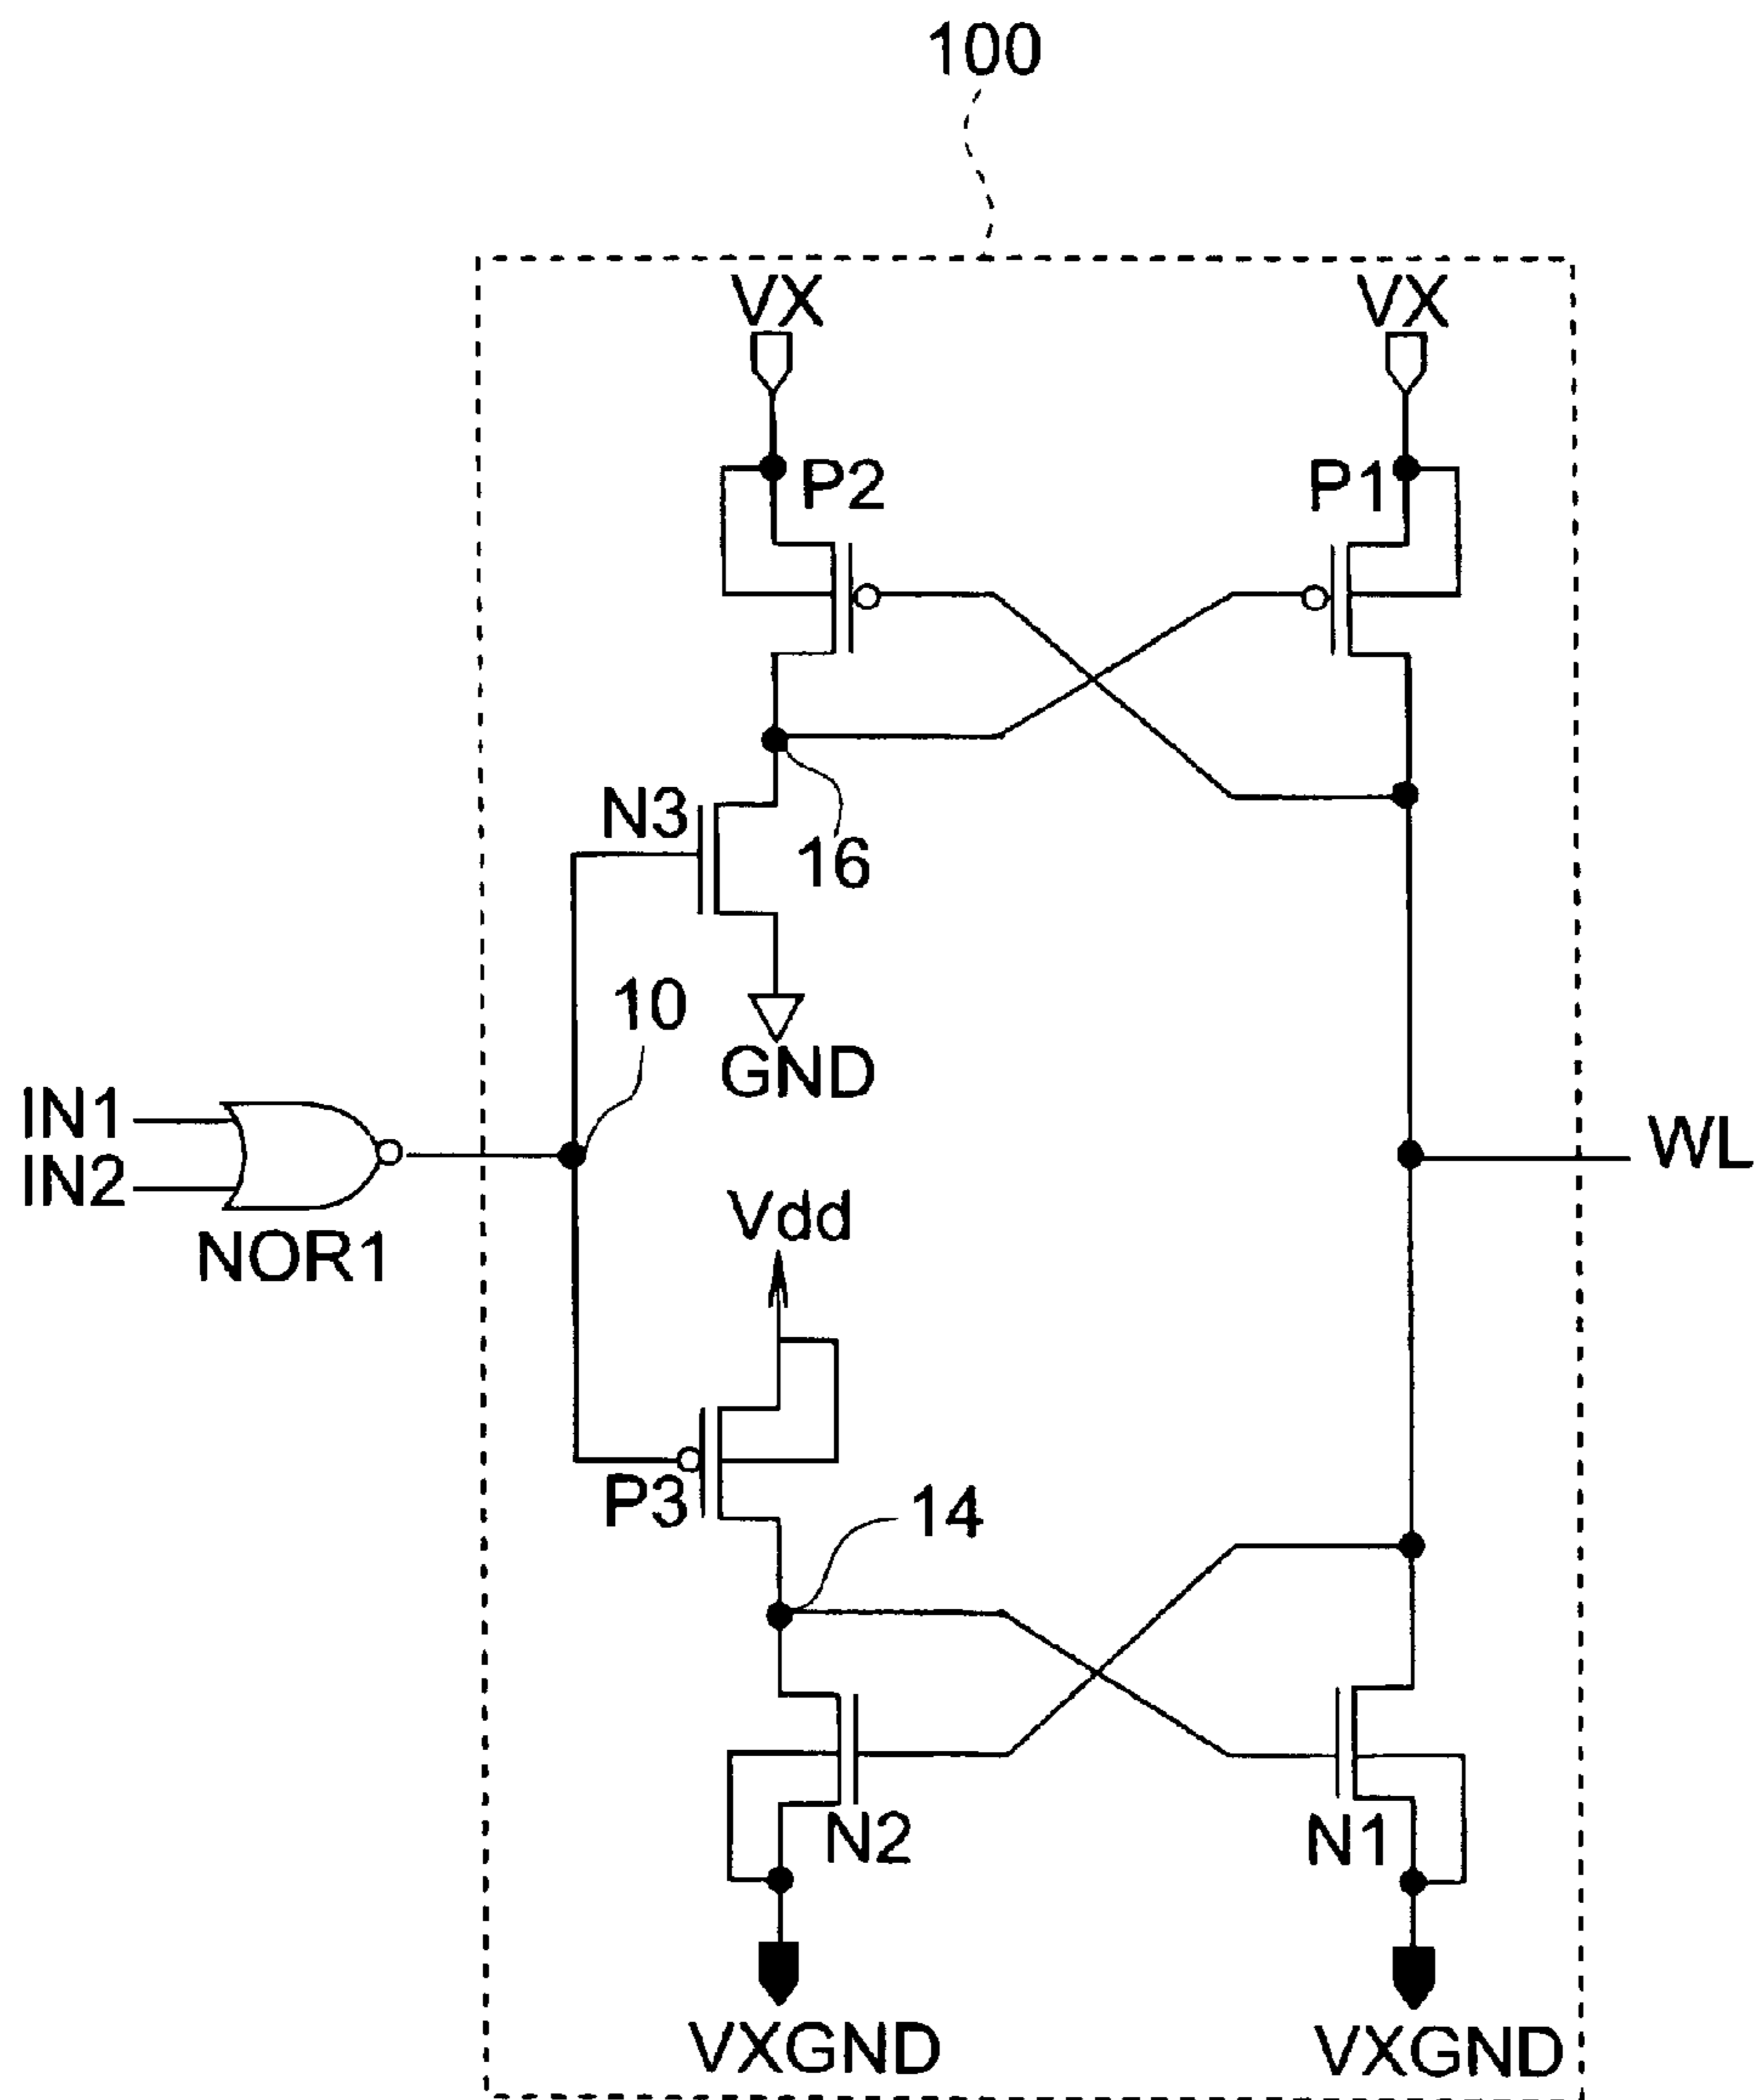 100
VX
VX
P2
P1
N3
16
10
GND
IN1
IN2
NOR1
WL
Vdd
P3
14
N2
N1
VXGND
VXGND